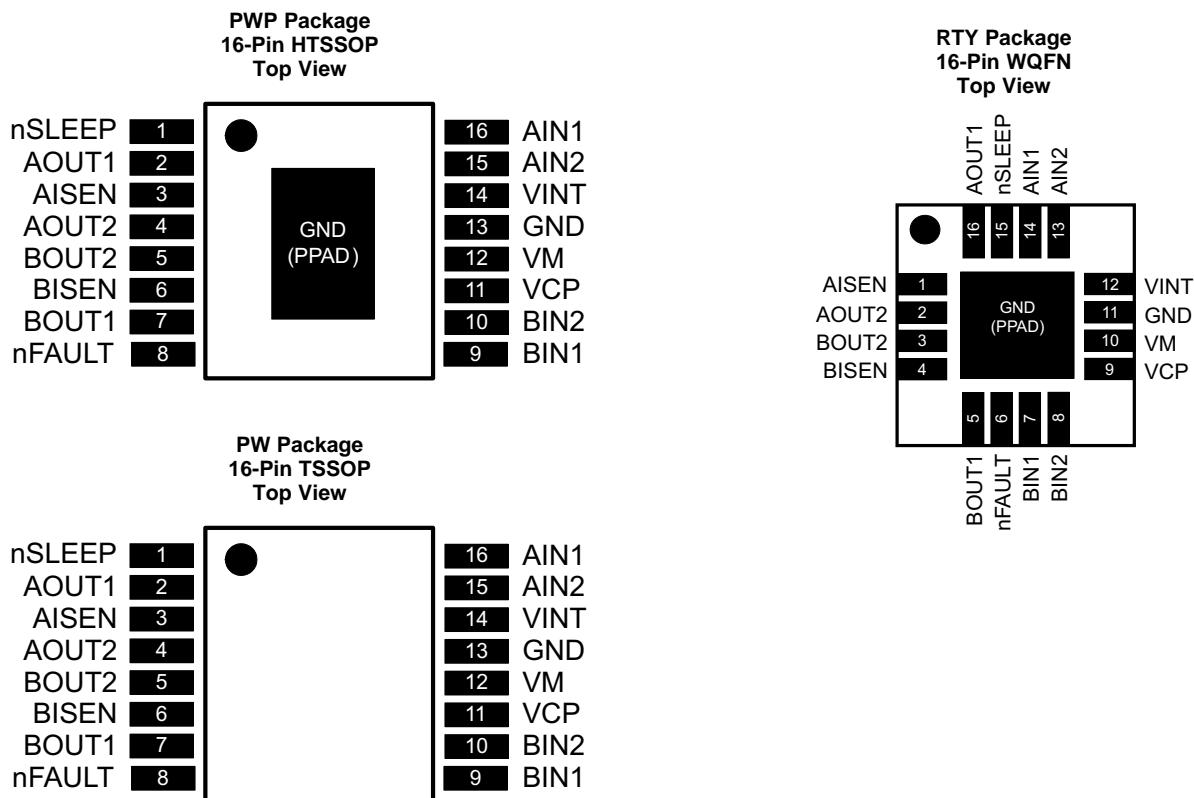 PWP Package
16-Pin HTSSOP
Top View
nSLEEP 1
AOUT1 2
AISEN 3
AOUT2 4
BOUT2 5
BISEN 6
BOUT1 7
nFAULT 8
GND
(PPAD)
16 AIN1
15 AIN2
14 VINT
13 GND
12 VM
11 VCP
10 BIN2
9 BIN1
PW Package
16-Pin TSSOP
Top View
nSLEEP 1
AOUT1 2
AISEN 3
AOUT2 4
BOUT2 5
BISEN 6
BOUT1 7
nFAULT 8
16 AIN1
15 AIN2
14 VINT
13 GND
12 VM
11 VCP
10 BIN2
9 BIN1
RTY Package
16-Pin WQFN
Top View
AOUT1 16
nSLEEP 15
AIN1 14
AIN2 13
AISEN 1
AOUT2 2
BOUT2 3
BISEN 4
GND
(PPAD)
12 VINT
11 GND
10 VM
9 VCP
BOUT1 5
nFAULT 6
BIN1 7
BIN2 8